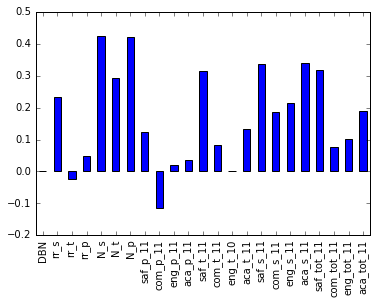 0.5
0.4
0.3
0.2
0.1
0.0
−0.1
−0.2
DBN
rr_s
rr_t
rr_p
N_s
N_t
N_p
saf_p_11
com_p_11
eng_p_11
aca_p_11
saf_t_11
com_t_11
eng_t_10
aca_t_11
saf_s_11
com_s_11
eng_s_11
aca_s_11
saf_tot_11
com_tot_11
eng_tot_11
aca_tot_11